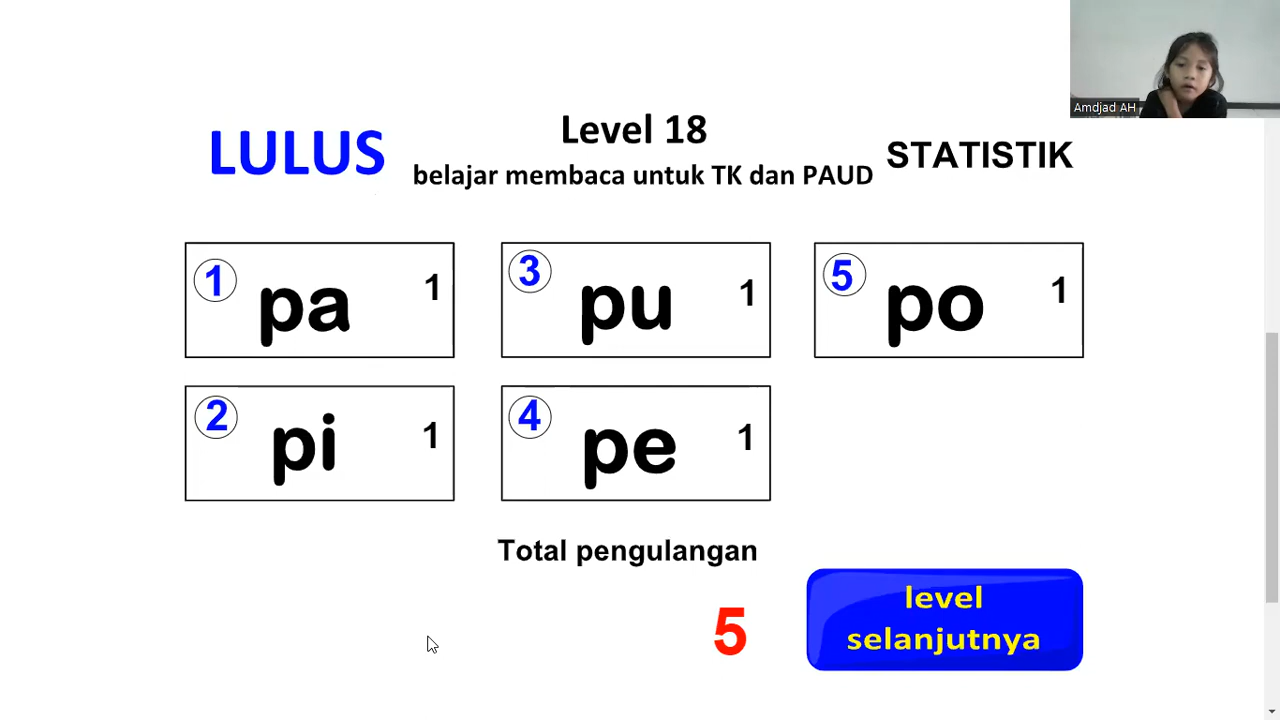 Amdjad AH
LULUS
Level 18
belajar membaca untuk TK dan PAUD
STATISTIK
1 pa 1
3 pu 1
5 po 1
2 pi 1
4 pe 1
Total pengulangan
5
level
selanjutnya